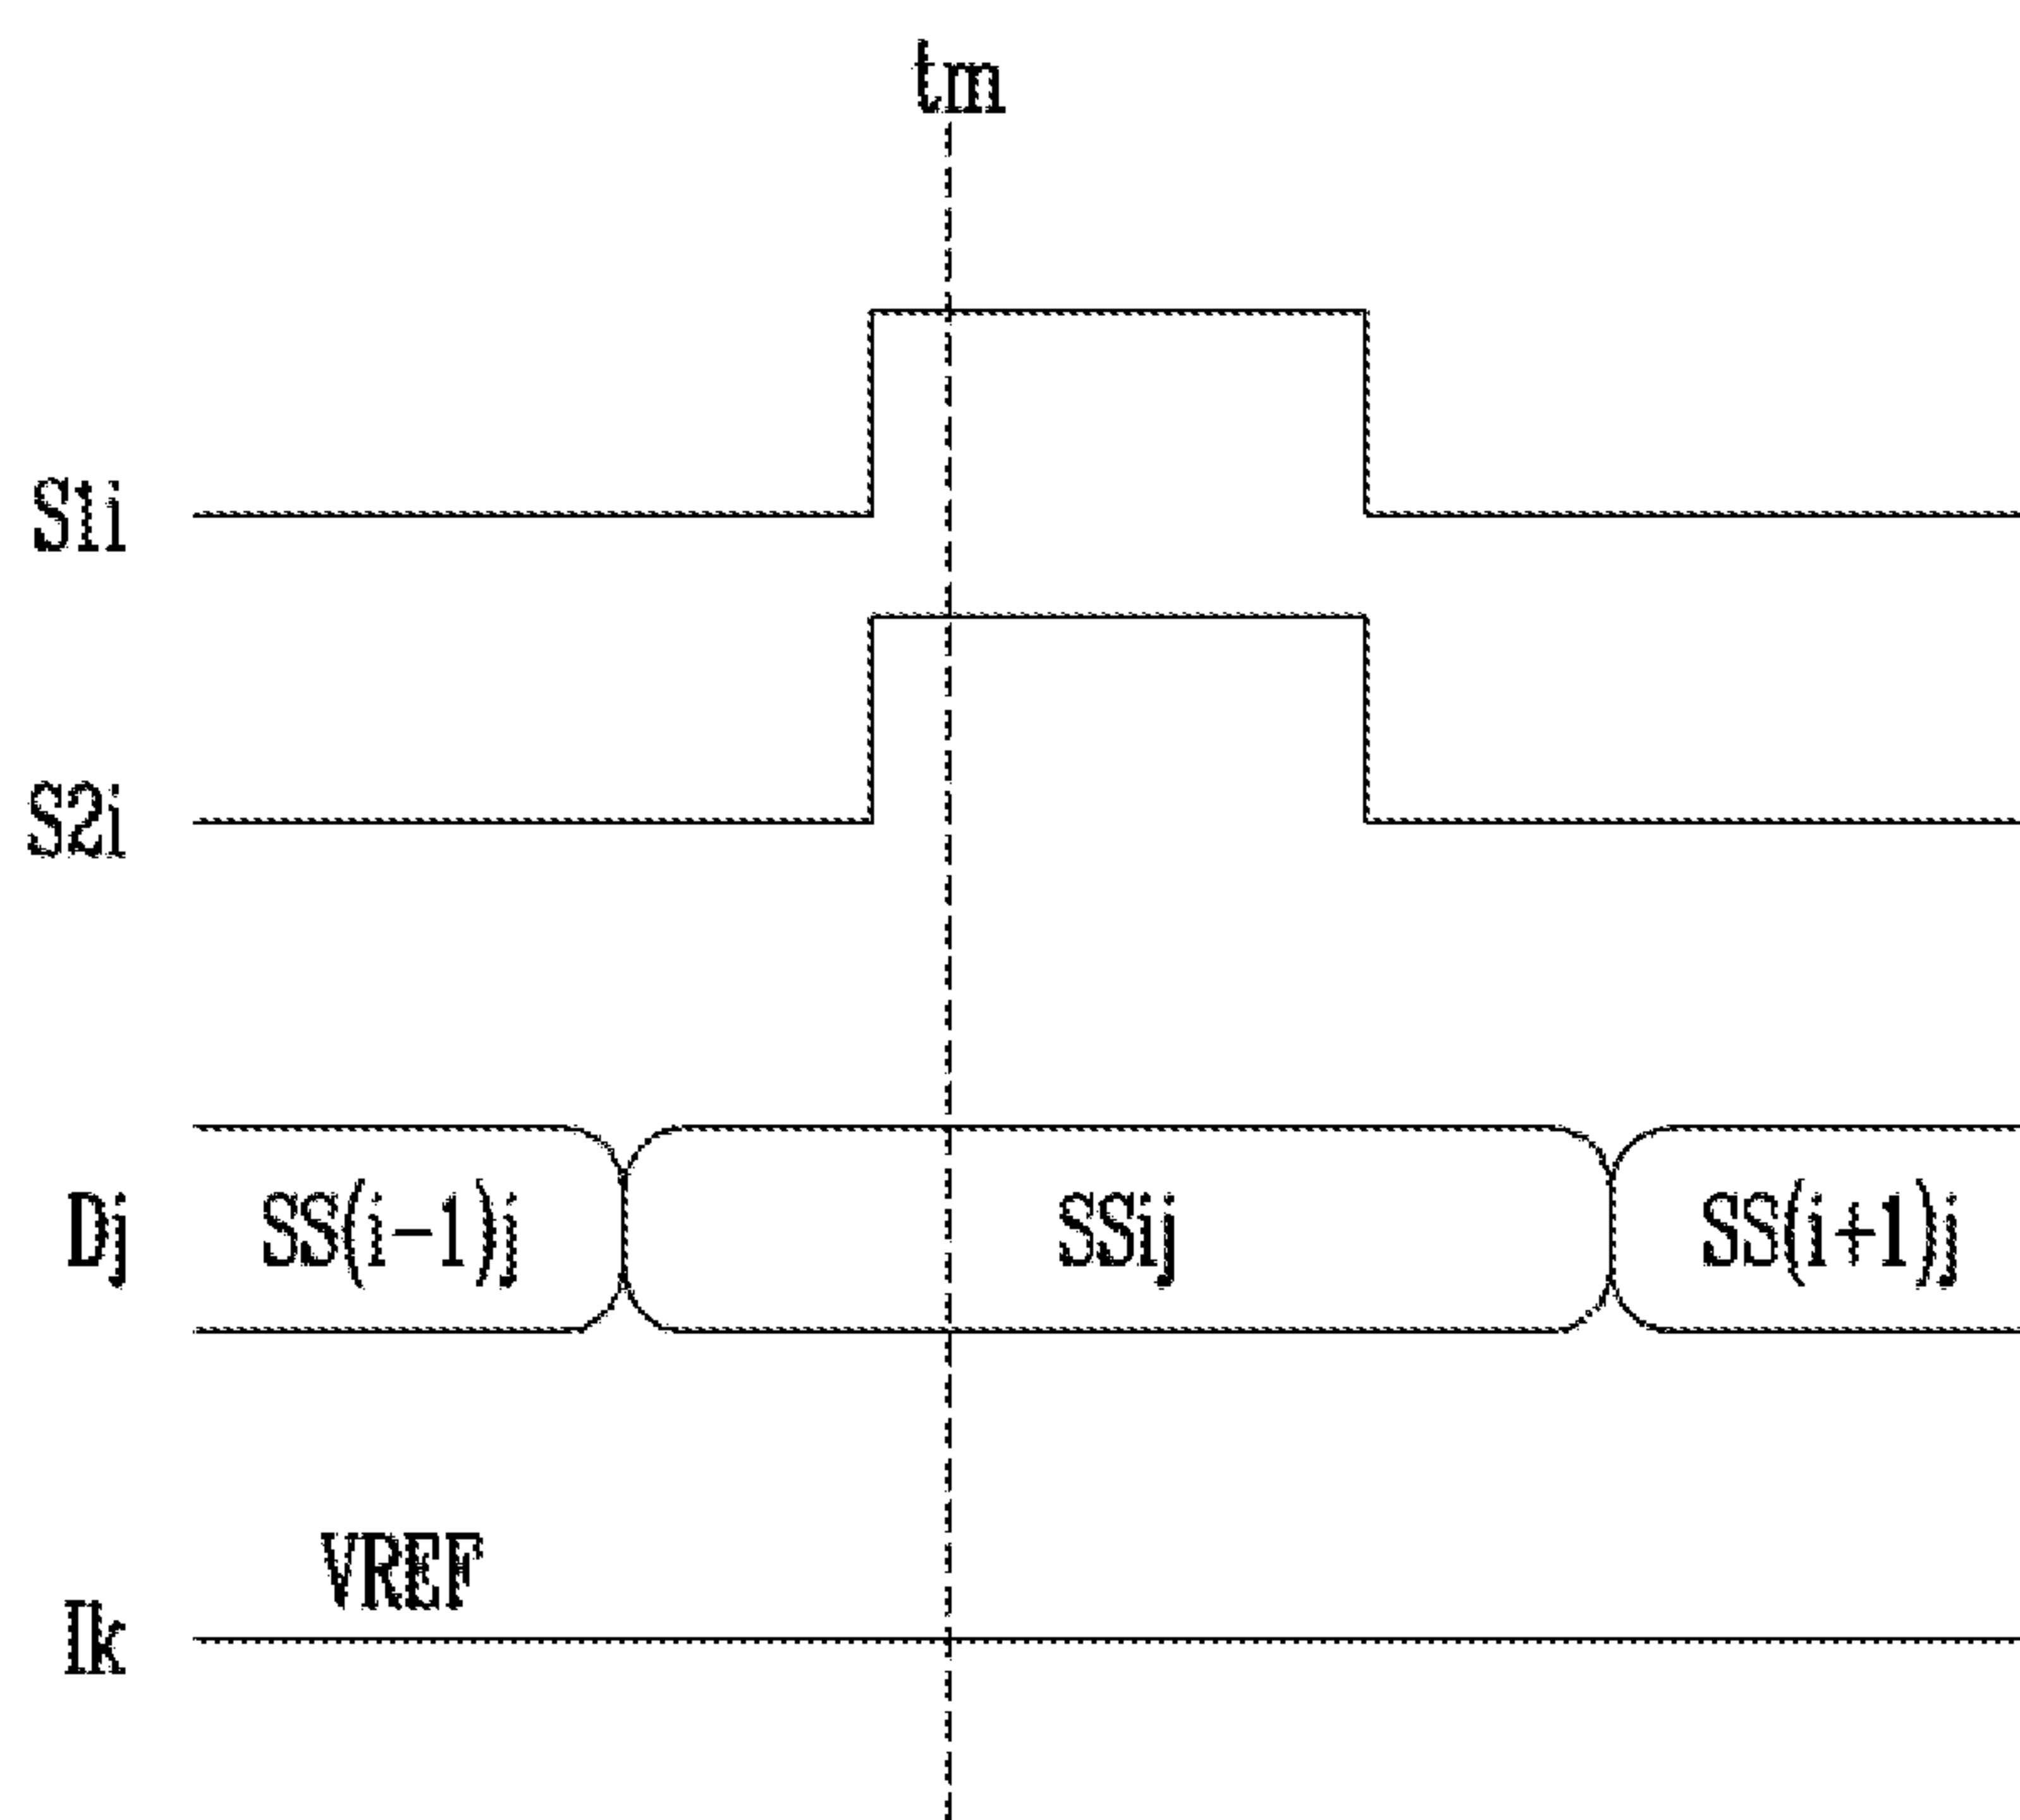 tm
S1i
S2i
Dj
SS(i-1)j
SSij
SS(i+1)j
VREF
Ik